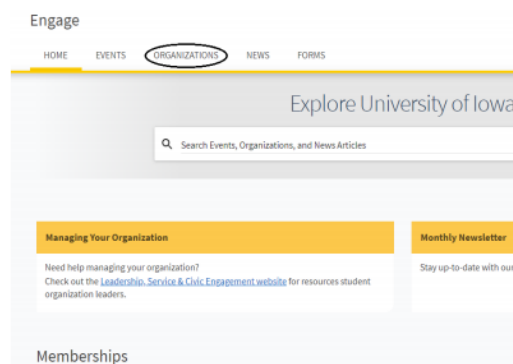 Engage
HOME EVENTS ORGANIZATIONS NEWS FORMS
Explore University of Iowa
Search Events, Organizations, and News Articles
Managing Your Organization
Need help managing your organization?
Check out the Leadership, Service & Civic Engagement website for resources student
organization leaders.
Monthly Newsletter
Stay up-to-date with our
Memberships